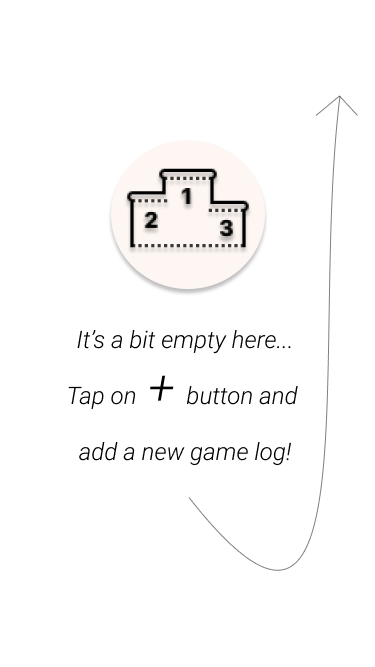 1
2
3
It’s a bit empty here...
Tap on + button and
add a new game log!